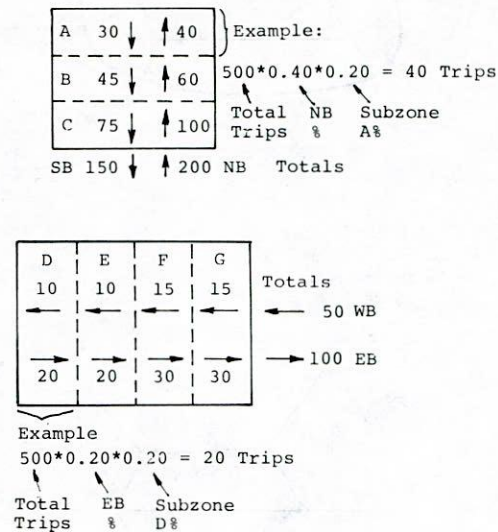 A 30 ↓ ↑ 40 Example:
B 45 ↓ ↑ 60 500*0.40*0.20 = 40 Trips
Total NB Subzone
Trips % A%
C 75 ↓ ↑ 100
SB 150 ↓ ↑ 200 NB Totals
D E F G
10 10 15 15 Totals
← ← ← ← ← 50 WB
→ → → → → 100 EB
20 20 30 30
Example
500*0.20*0.20 = 20 Trips
Total EB Subzone
Trips % D%